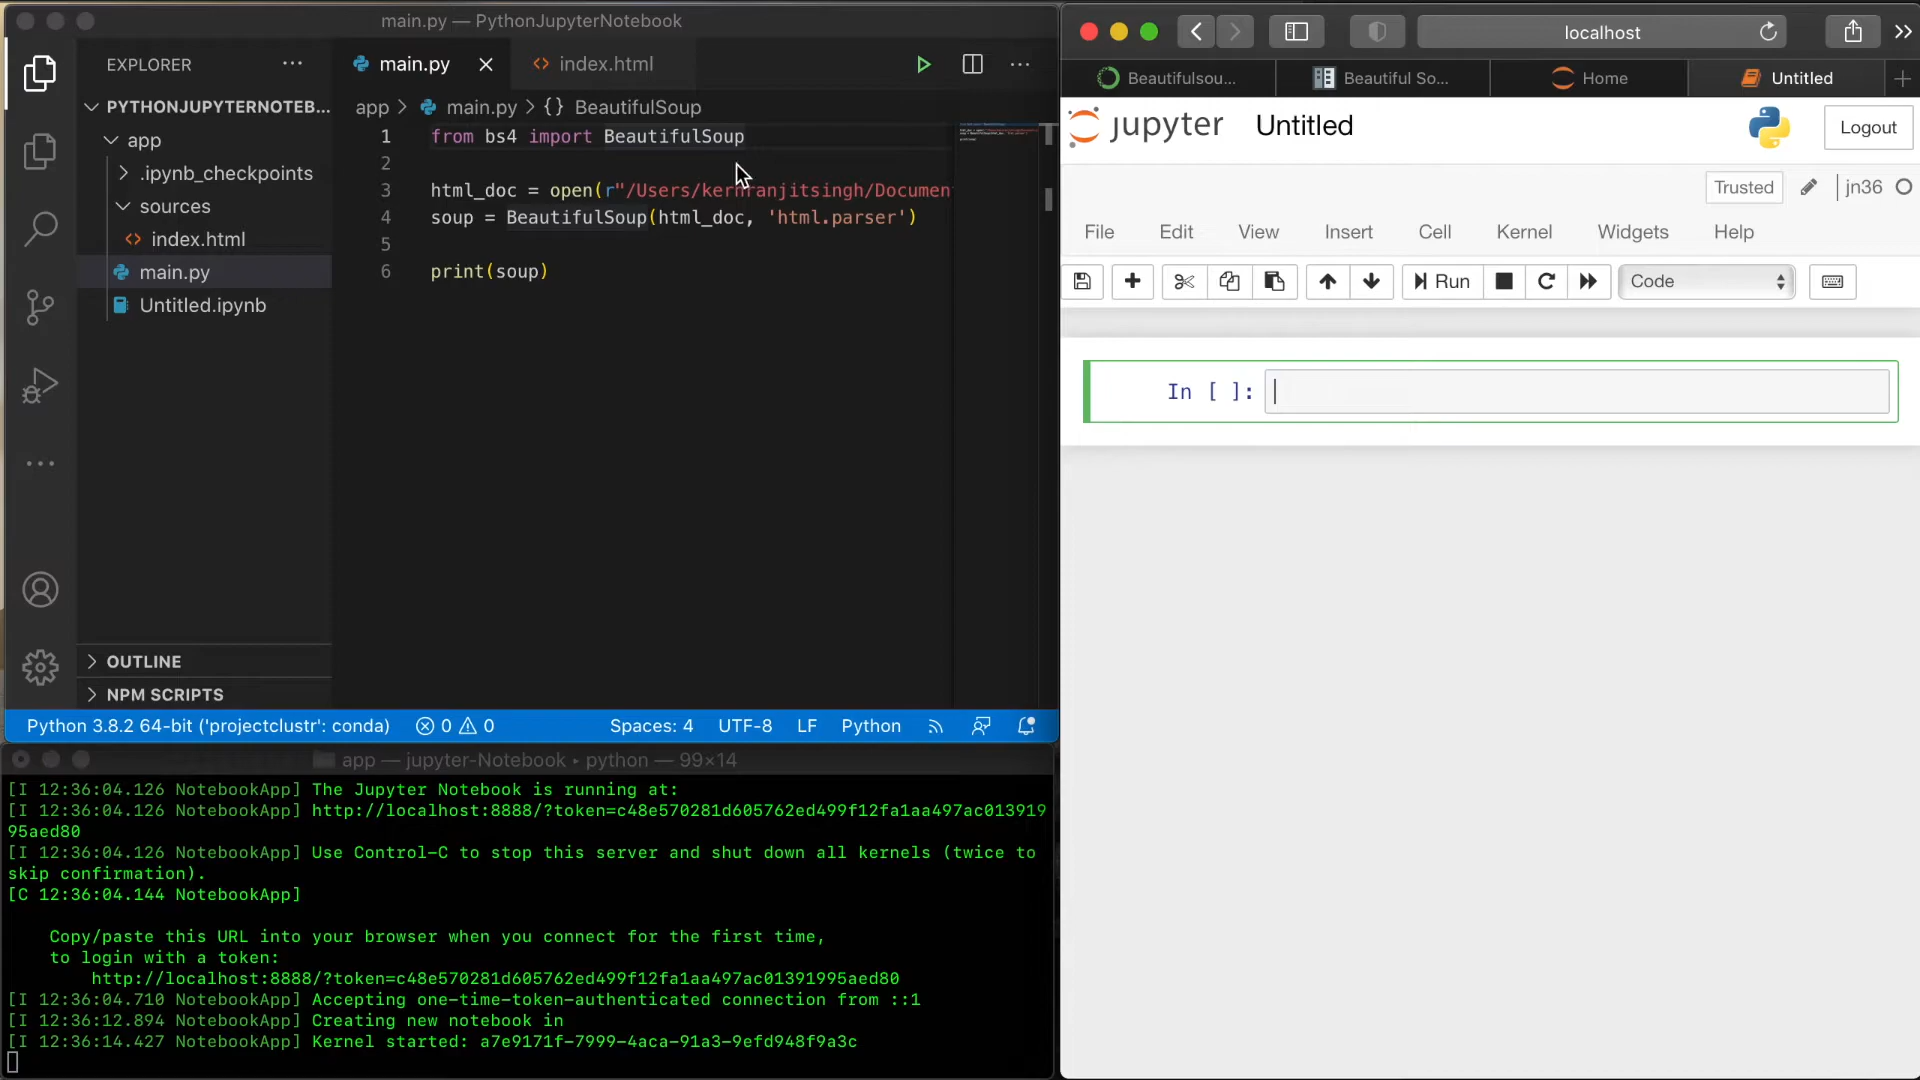 main.py — PythonJupyterNotebook
EXPLORER
main.py
index.html
PYTHONJUPYTERNOTEB...
app
.ipynb_checkpoints
sources
index.html
main.py
Untitled.ipynb
OUTLINE
NPM SCRIPTS
app > main.py > {} BeautifulSoup
1 from bs4 import BeautifulSoup
2
3 html_doc = open(r"/Users/kernranjitsingh/Documen
4 soup = BeautifulSoup(html_doc, 'html.parser')
5
6 print(soup)
Python 3.8.2 64-bit ('projectclustr': conda) 0 0 Spaces: 4 UTF-8 LF Python
app — jupyter-Notebook ▸ python — 99×14
[I 12:36:04.126 NotebookApp] The Jupyter Notebook is running at:
[I 12:36:04.126 NotebookApp] http://localhost:8888/?token=c48e570281d605762ed499f12fa1aa497ac013919
95aed80
[I 12:36:04.126 NotebookApp] Use Control-C to stop this server and shut down all kernels (twice to
skip confirmation).
[C 12:36:04.144 NotebookApp]
Copy/paste this URL into your browser when you connect for the first time,
to login with a token:
http://localhost:8888/?token=c48e570281d605762ed499f12fa1aa497ac01391995aed80
[I 12:36:04.710 NotebookApp] Accepting one-time-token-authenticated connection from ::1
[I 12:36:12.894 NotebookApp] Creating new notebook in
[I 12:36:14.427 NotebookApp] Kernel started: a7e9171f-7999-4aca-91a3-9efd948f9a3c
localhost
Beautifulsou...
Beautiful So...
Home
Untitled
jupyter Untitled
Logout
Trusted
jn36
File Edit View Insert Cell Kernel Widgets Help
Run
Code
In [ ]: